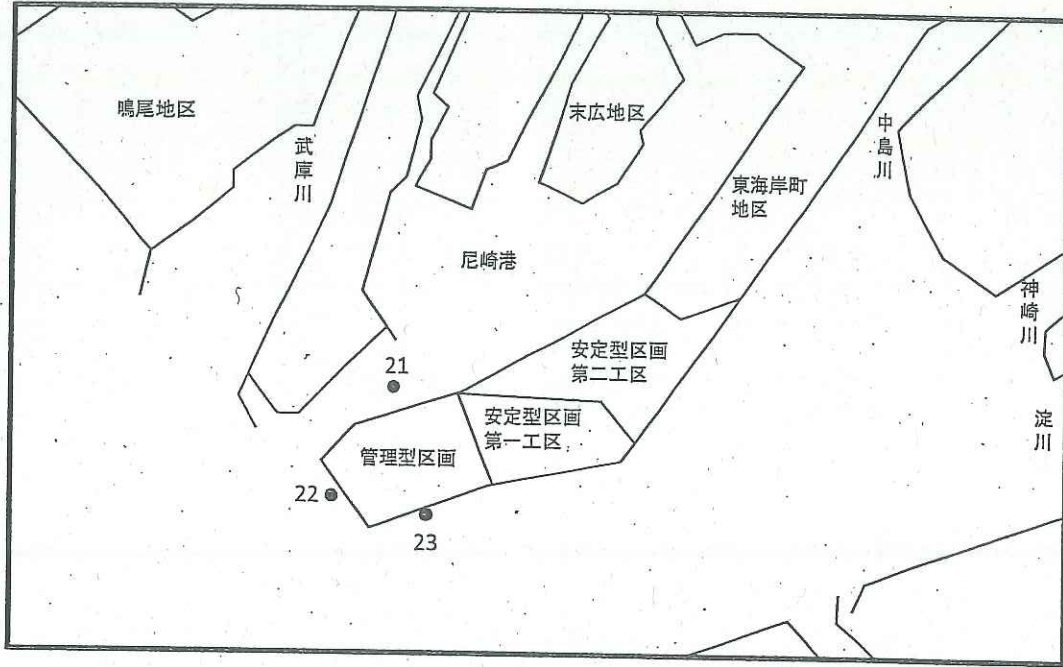 鳴尾地区
武庫川
末広地区
中島川
東海岸町
地区
尼崎港
神崎川
安定型区画
第二工区
21
安定型区画
第一工区
淀川
管理型区画
22
23